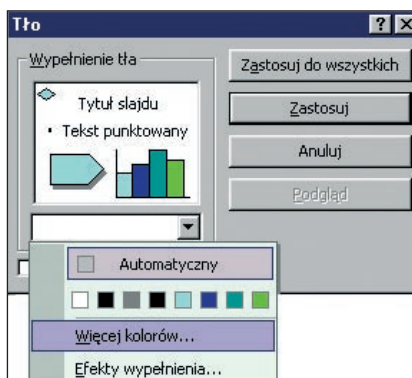 Tło
Wypełnienie tła
Tytuł slajdu
• Tekst punktowany
Zastosuj do wszystkich
Zastosuj
Anuluj
Podgląd
Automatyczny
Więcej kolorów...
Efekty wypełnienia...